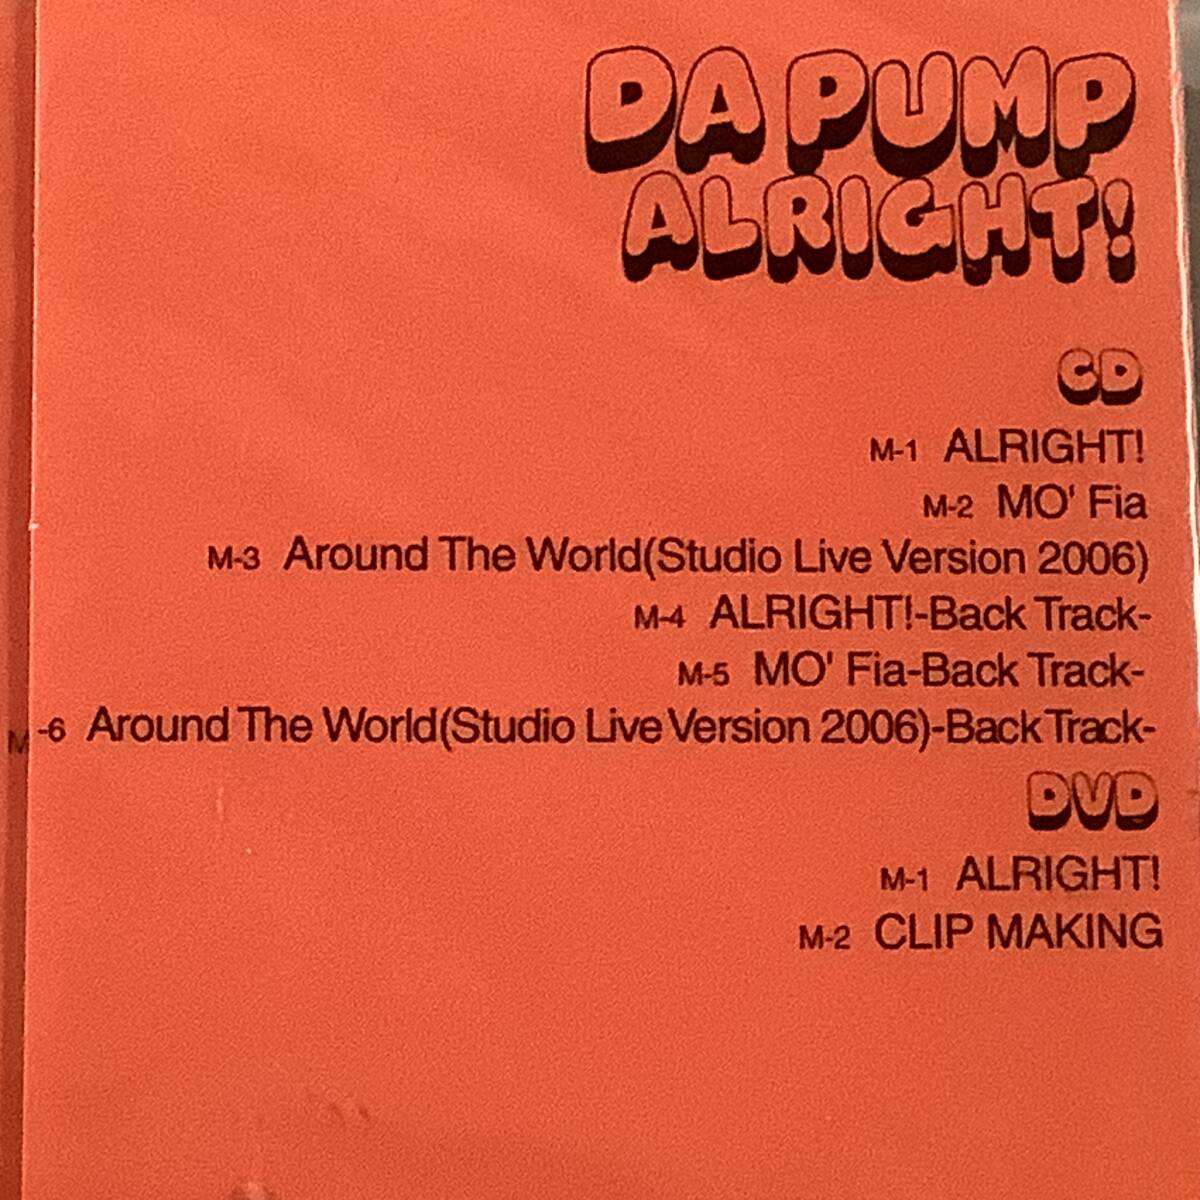 DA PUMP
ALRIGHT!
CD
M-1 ALRIGHT!
M-2 MO' Fia
M-3 Around The World(Studio Live Version 2006)
M-4 ALRIGHT!-Back Track-
M-5 MO' Fia-Back Track-
M-6 Around The World(Studio Live Version 2006)-Back Track-
DVD
M-1 ALRIGHT!
M-2 CLIP MAKING